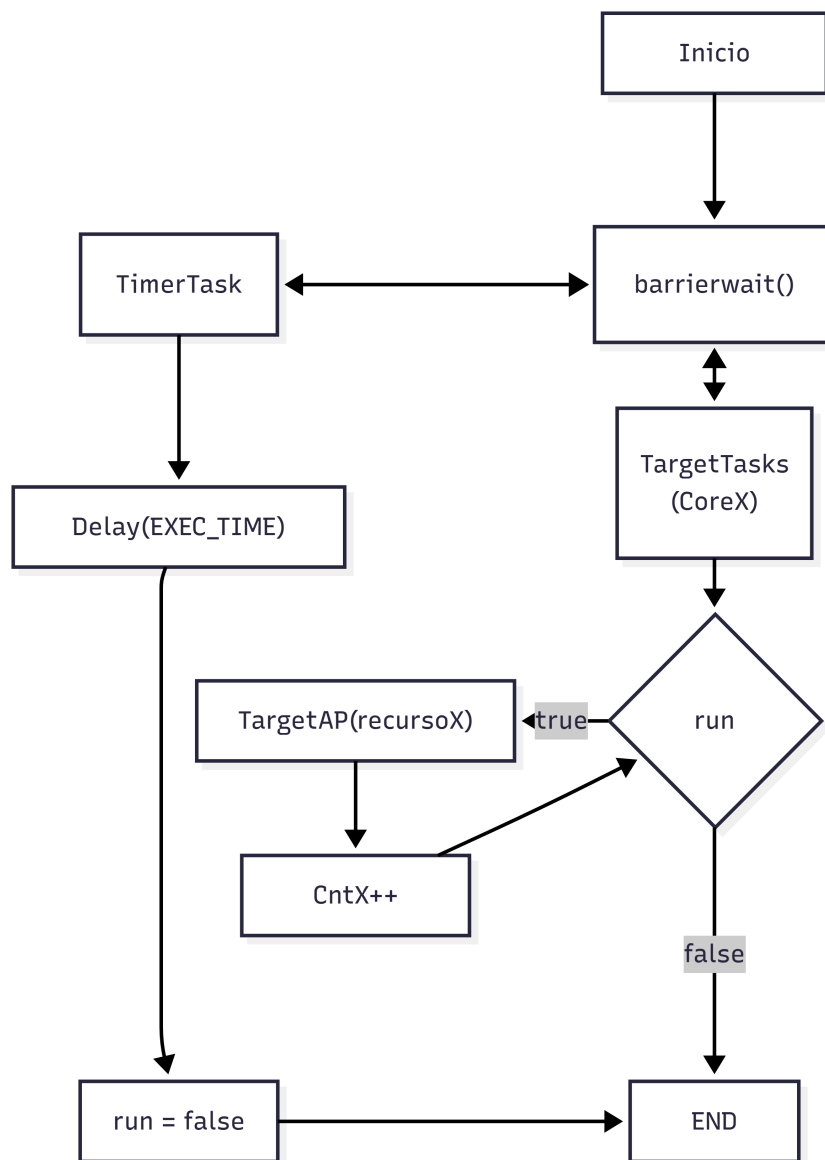 Inicio
TimerTask
barrierwait()
TargetTasks
(CoreX)
Delay(EXEC_TIME)
TargetAP(recursoX)
true
run
CntX++
false
run = false
END